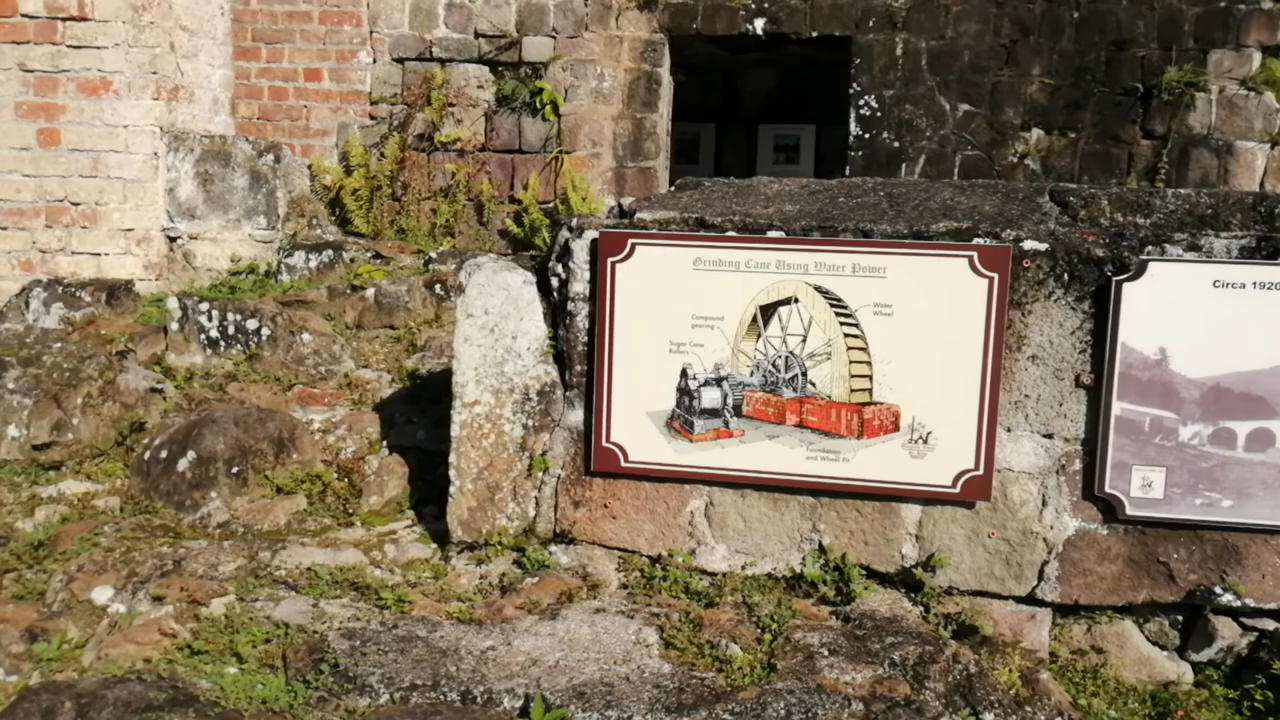 Grinding Cane Using Water Power
Water
Wheel
Compound
gearing
Sugar Cane
Rollers
Foundation
and Wheel Pit
Circa 1920